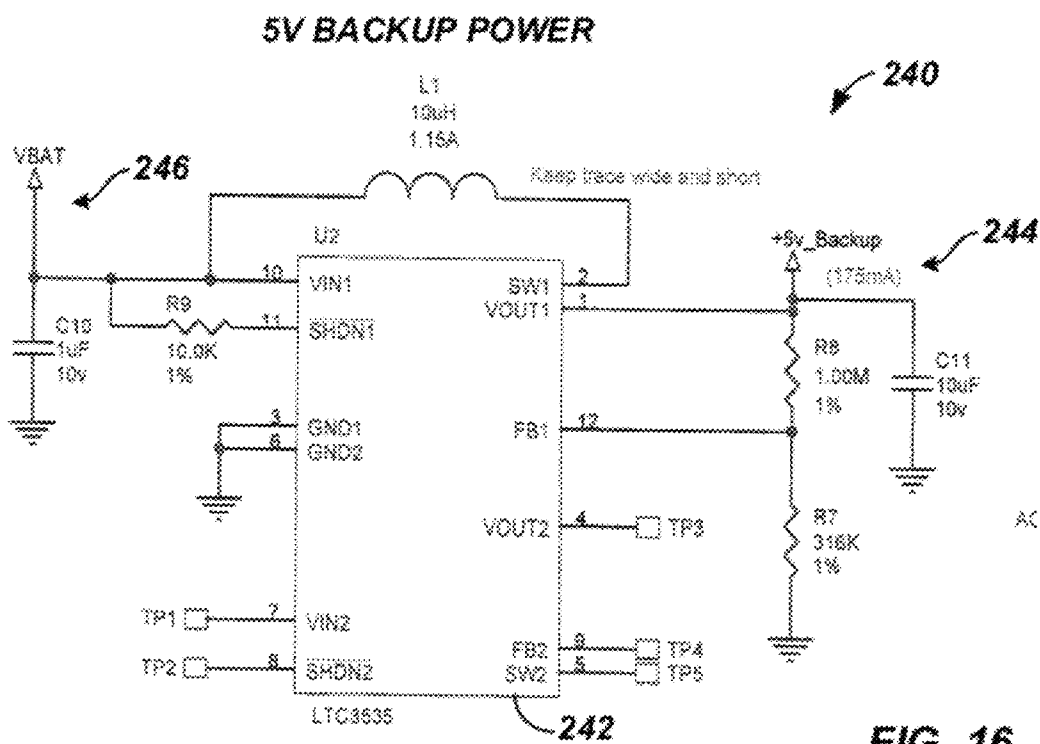 5V BACKUP POWER
240
L1
10uH
1.15A
VBAT
246
Keep trace wide and short
U2
+5v_Backup
244
(175mA)
10 VIN1
SW1 2
VOUT1 1
R9
11 SHDN1
10.0K
1%
C10
1uF
10v
R8
1.00M
1%
C11
10uF
10v
3 GND1
6 GND2
FB1 12
VOUT2 4 TP3
R7
316K
1%
AC
TP1 7 VIN2
TP2 8 SHDN2
FB2 9 TP4
SW2 5 TP5
LTC3535
242
FIG. 16